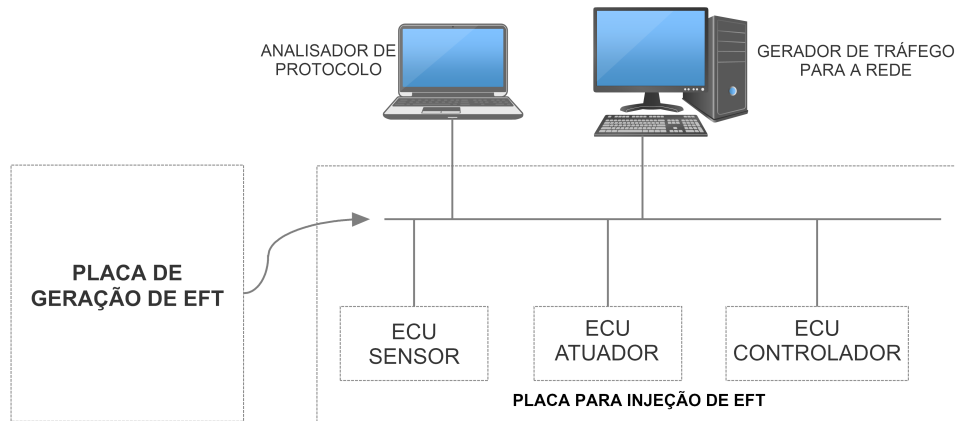 ANALISADOR DE
PROTOCOLO
GERADOR DE TRÁFEGO
PARA A REDE
PLACA DE
GERAÇÃO DE EFT
ECU
SENSOR
ECU
ATUADOR
ECU
CONTROLADOR
PLACA PARA INJEÇÃO DE EFT